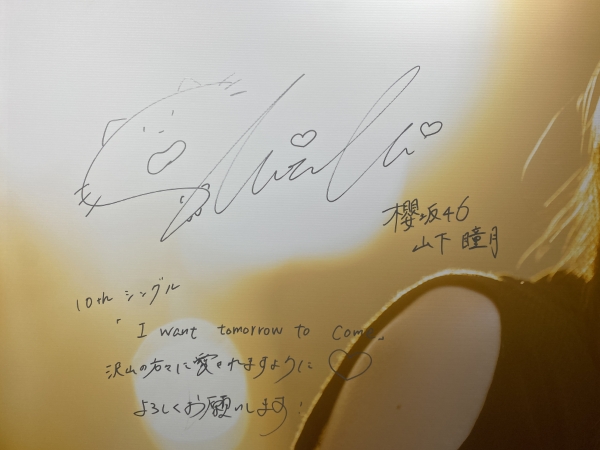 櫻坂46
山下 瞳月
10th シングル
「I want tomorrow to come」
沢山の方々に愛されますように♡
よろしくお願いします!